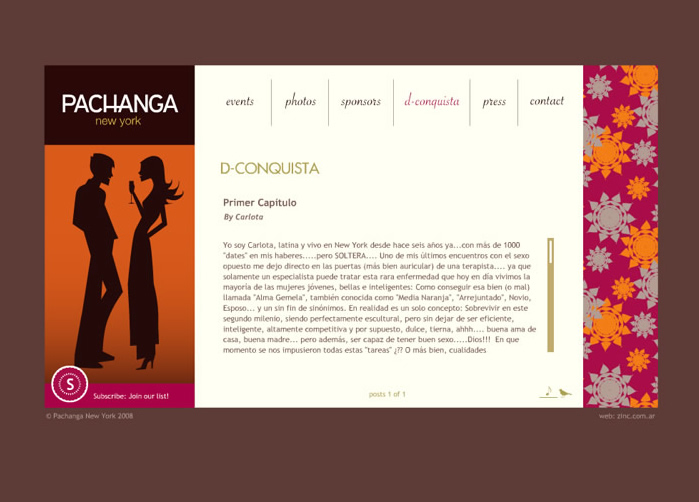 PACHANGA
new york
events
photos
sponsors
d-conquista
press
contact
D-CONQUISTA
Primer Capitulo
By Carlota
Yo soy Carlota, latina y vivo en New York desde hace seis años ya...con más de 1000
"dates" en mis haberes.....pero SOLTERA.... Uno de mis últimos encuentros con el sexo
opuesto me dejo directo en las puertas (más bien auricular) de una terapista.... ya que
solamente un especialista puede tratar esta rara enfermedad que hoy en día vivimos la
mayoría de las mujeres jóvenes, bellas e inteligentes: Como conseguir esa bien (o mal)
llamada "Alma Gemela", también conocida como "Media Naranja", "Arrejuntado", Novio,
Esposo... y un sin fin de sinónimos. En realidad es un solo concepto: Sobrevivir en este
segundo milenio, siendo perfectamente escultural, pero sin dejar de ser eficiente,
inteligente, altamente competitiva y por supuesto, dulce, tierna, ahhh.... buena ama de
casa, buena madre... pero además, ser capaz de tener buen sexo.....Dios!!! En que
momento se nos impusieron todas estas "tareas" ¿?? O más bien, cualidades
S
Subscribe: Join our list!
posts 1 of 1
© Pachanga New York 2008
web: zinc.com.ar